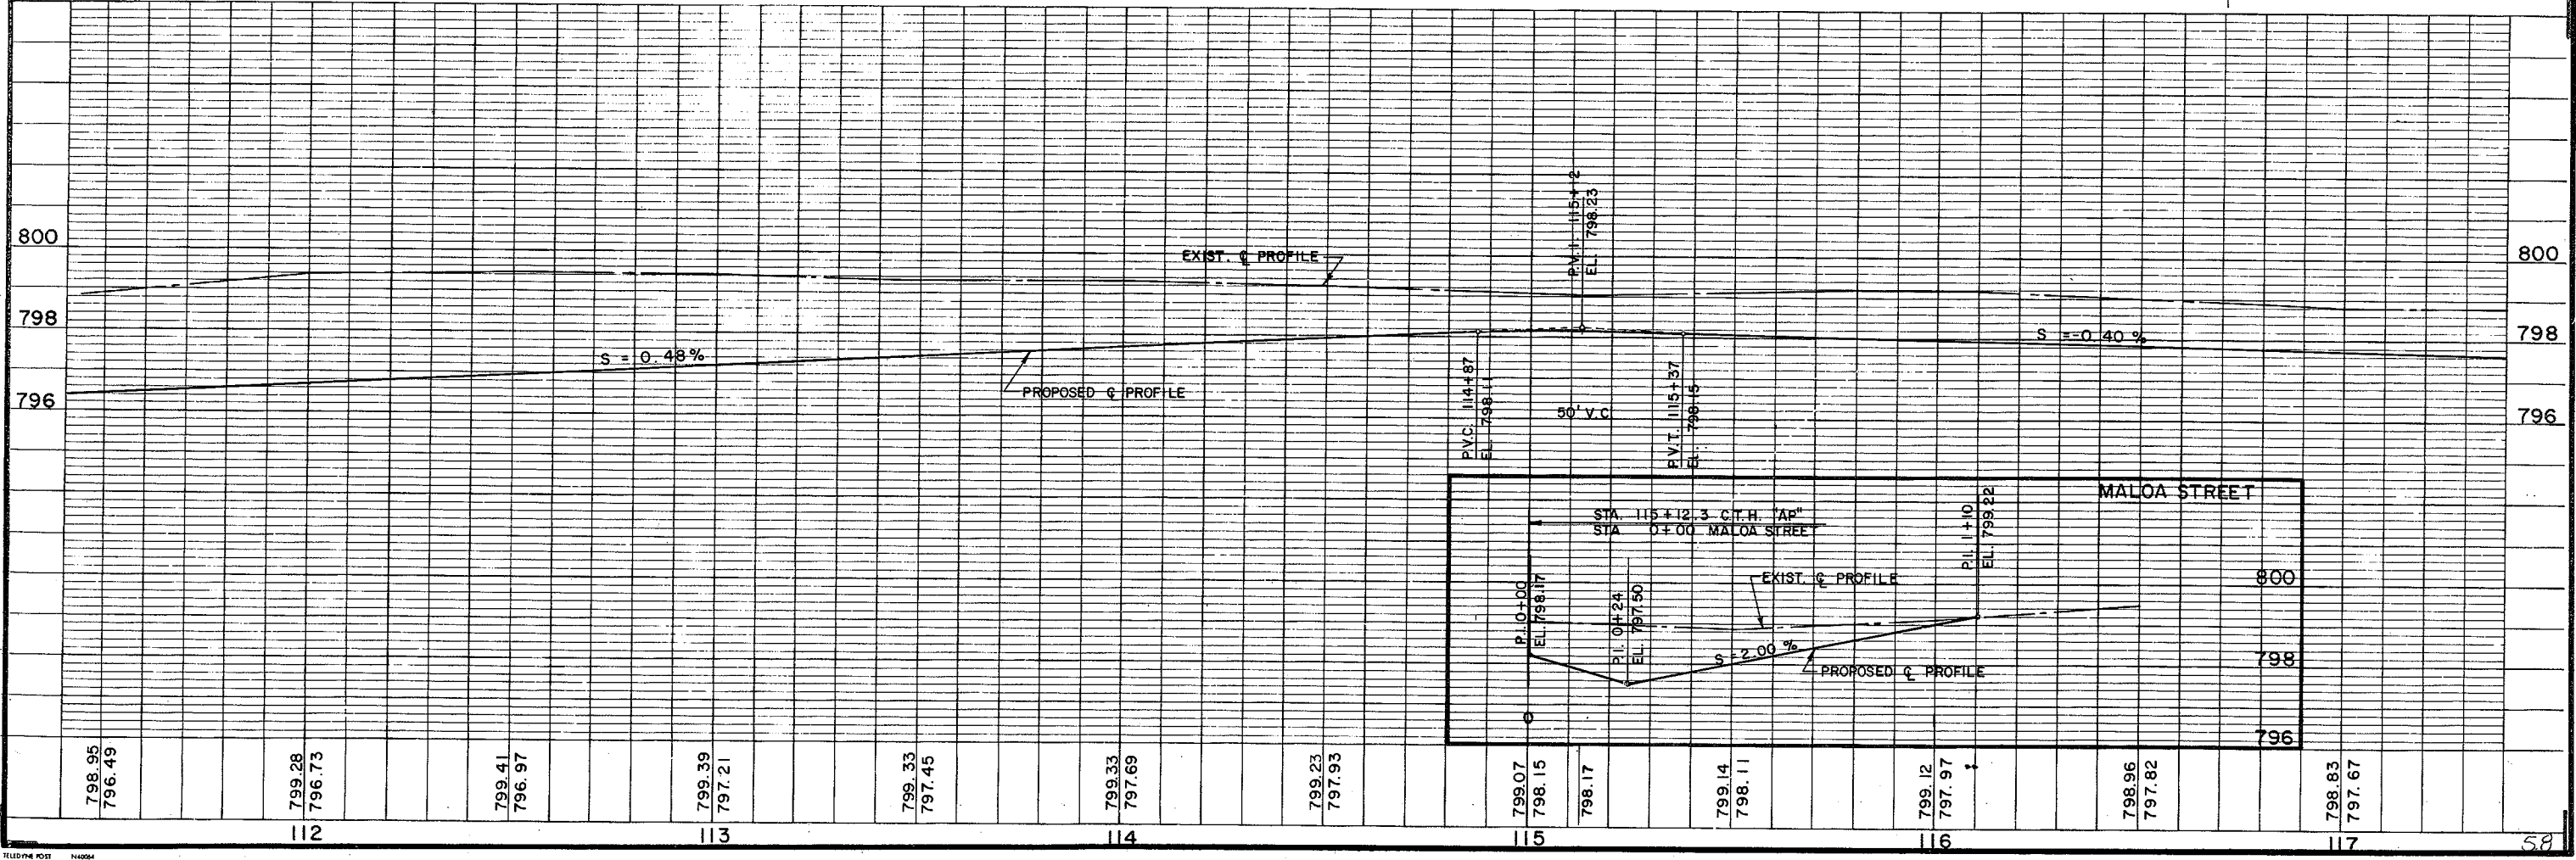 P.V.I. 115+12
EL. 798.23
800
EXIST. ℄ PROFILE
800
798
S = 0.48%
S = -0.40%
798
796
PROPOSED ℄ PROFILE
P.V.C. 114+87
EL. 798.11
50' V.C.
P.V.T. 115+37
EL. 798.15
796
MALOA STREET
STA. 115+12.3 C.T.H. "AP"
STA. 0+00 MALOA STREET
P.I. 0+00
EL. 798.17
P.I. 0+24
EL. 797.50
P.I. 1+10
EL. 799.22
EXIST. ℄ PROFILE
800
S = 2.00%
PROPOSED ℄ PROFILE
798
0
796
798.95
796.49
799.28
796.73
799.41
796.97
799.39
797.21
799.33
797.45
799.33
797.69
799.23
797.93
799.07
798.15
798.17
799.14
798.11
799.12
797.97
798.96
797.82
798.83
797.67
112
113
114
115
116
117
58
TELEDYNE POST N40064